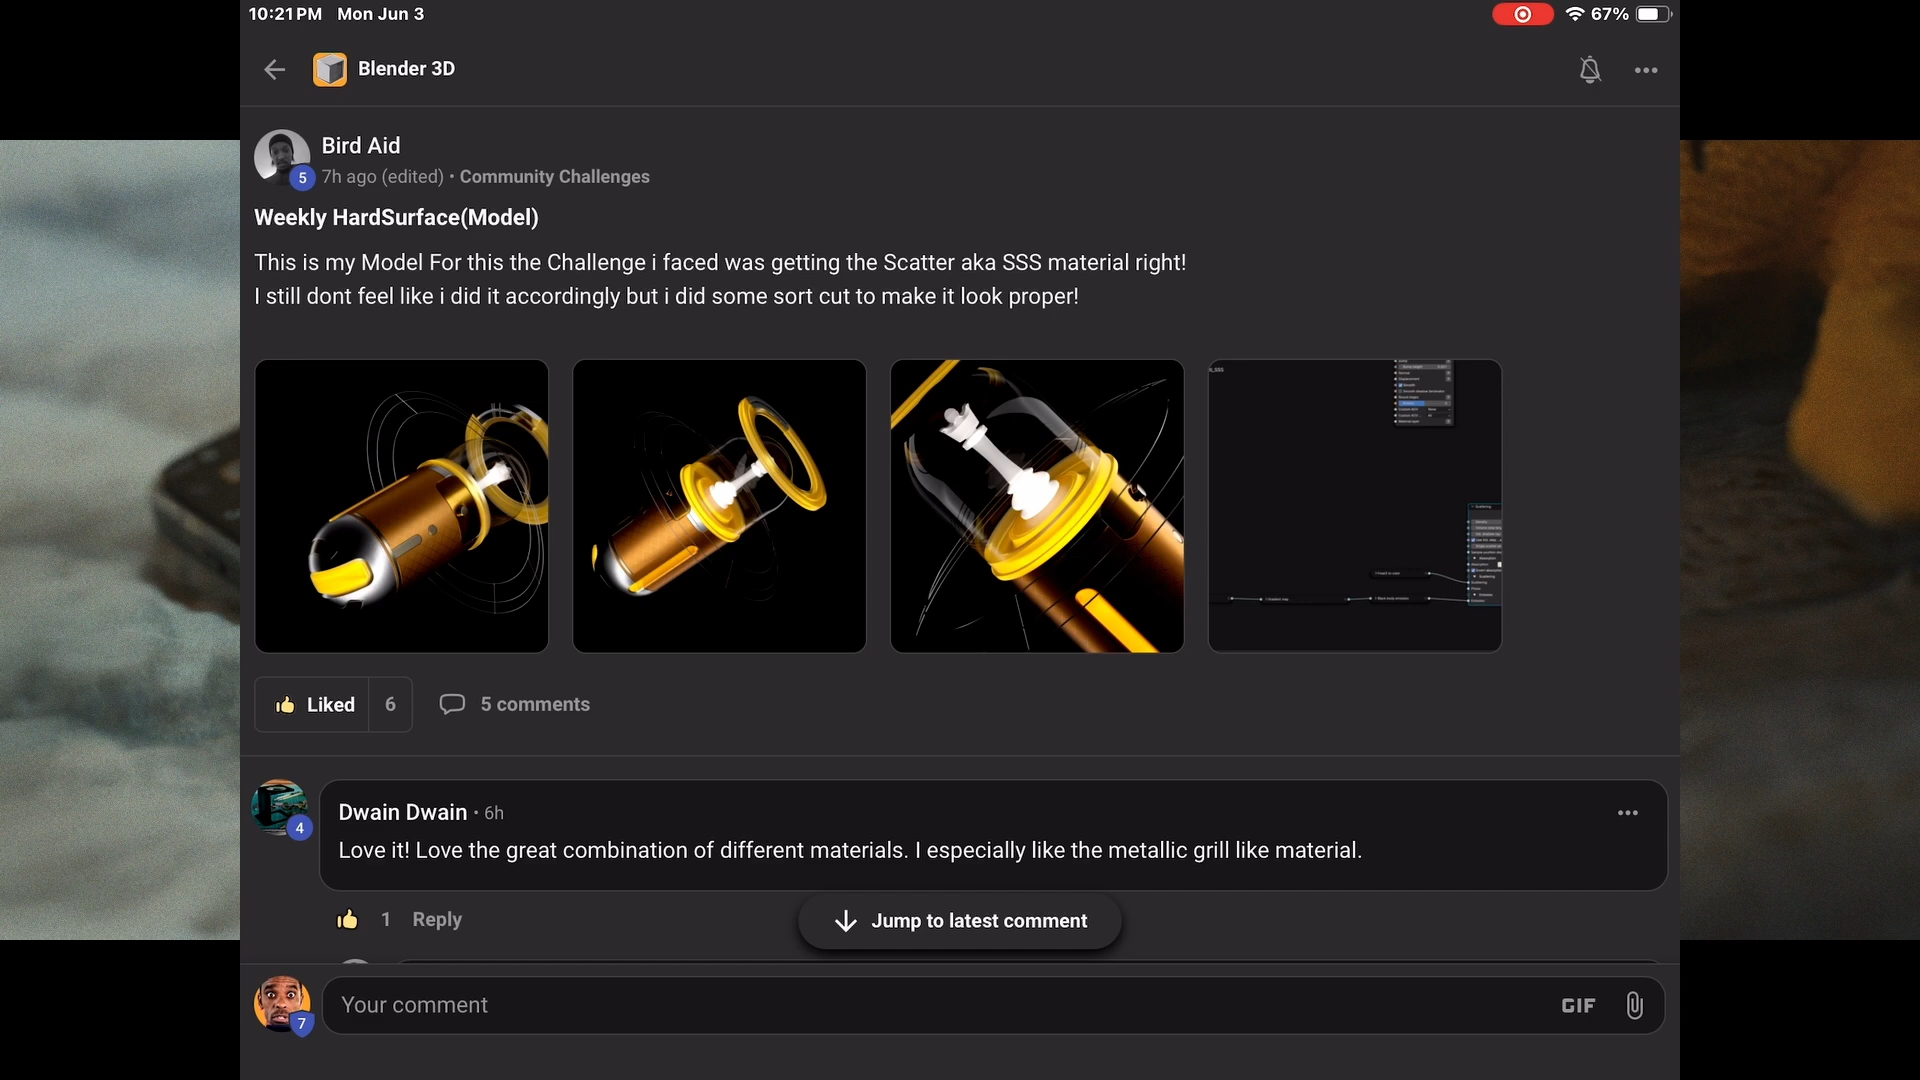 10:21 PM Mon Jun 3
67%
Blender 3D
Bird Aid
5
7h ago (edited) • Community Challenges
Weekly HardSurface(Model)
This is my Model For this the Challenge i faced was getting the Scatter aka SSS material right!
I still dont feel like i did it accordingly but i did some sort cut to make it look proper!
Liked
6
5 comments
4
Dwain Dwain • 6h
Love it! Love the great combination of different materials. I especially like the metallic grill like material.
1
Reply
Jump to latest comment
7
Your comment
GIF